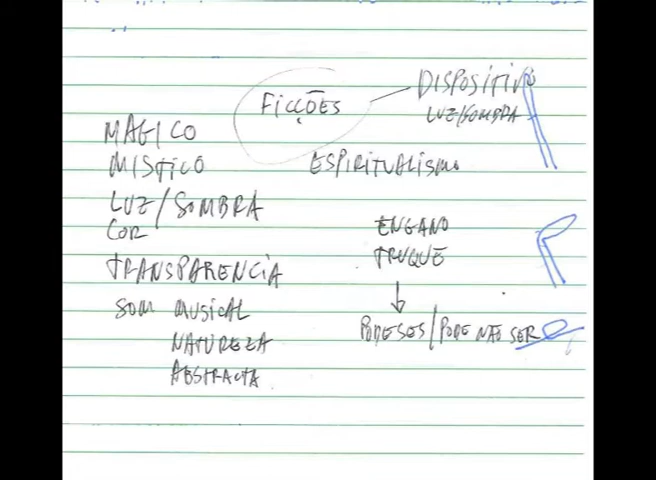 FICÇÕES
DISPOSITIVO
LUZ/SOMBRA
MAGICO
MISTICO
LUZ/SOMBRA
COR
TRANSPARENCIA
SOM MUSICAL
NATUREZA
ABSTRACTA
ESPIRITUALISMO
ENGANO
TRUQUE
/PODE NÃO SER